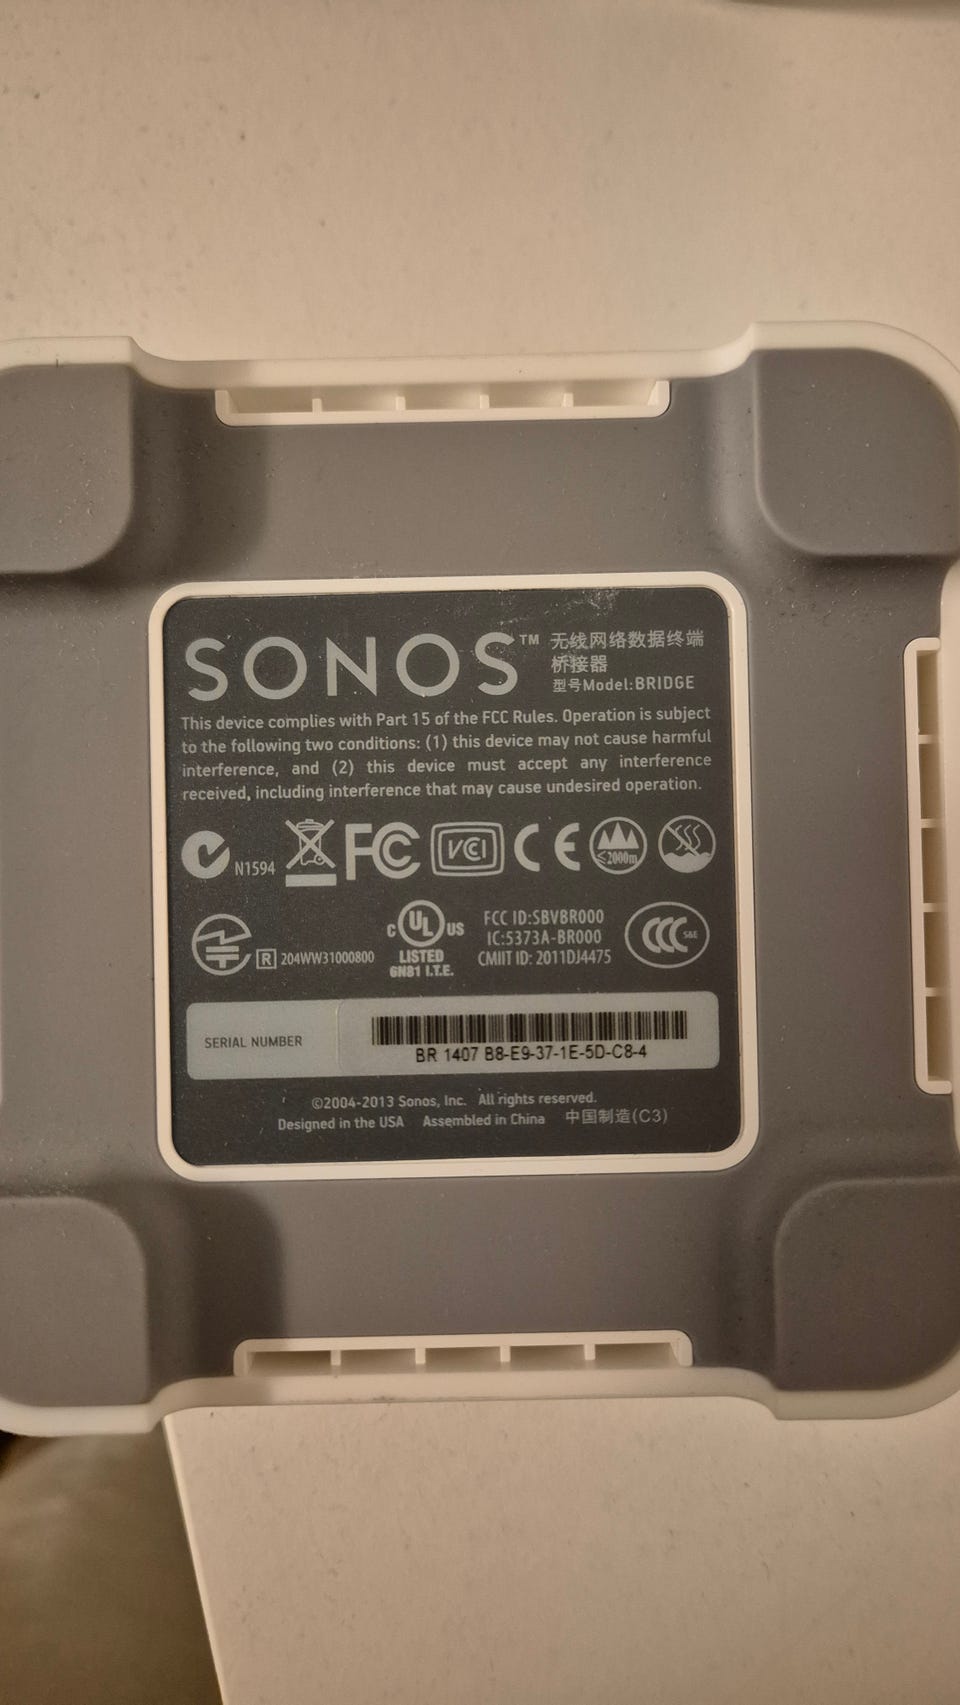 SONOS™ 无线网络数据终端
桥接器
型号Model:BRIDGE
This device complies with Part 15 of the FCC Rules. Operation is subject
to the following two conditions: (1) this device may not cause harmful
interference, and (2) this device must accept any interference
received, including interference that may cause undesired operation.
N1594 FC VCI CE ≤2000m
R 204WW31000800
c UL US
LISTED
6N81 I.T.E.
FCC ID:SBVBR000
IC:5373A-BR000
CMIIT ID: 2011DJ4475
CCC S&E
SERIAL NUMBER
BR 1407 B8-E9-37-1E-5D-C8-4
©2004-2013 Sonos, Inc. All rights reserved.
Designed in the USA Assembled in China 中国制造(C3)